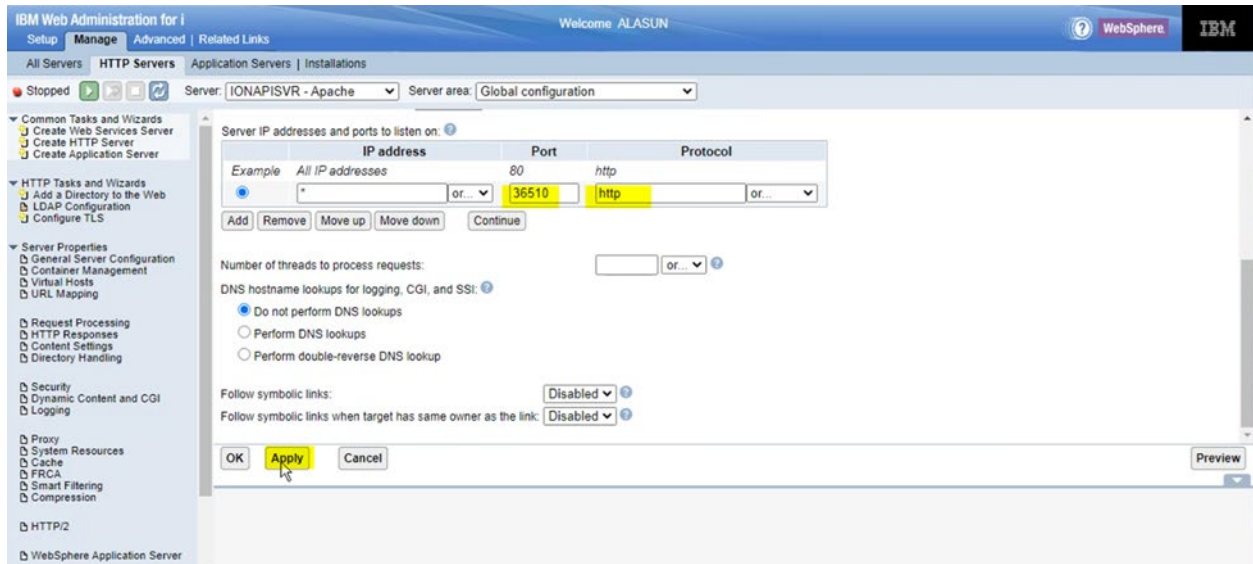 IBM Web Administration for i
Welcome ALASUN
WebSphere.
IBM
Setup Manage Advanced | Related Links
All Servers HTTP Servers Application Servers | Installations
Stopped Server: IONAPISVR - Apache Server area: Global configuration
Common Tasks and Wizards
Create Web Services Server
Create HTTP Server
Create Application Server
HTTP Tasks and Wizards
Add a Directory to the Web
LDAP Configuration
Configure TLS
Server Properties
General Server Configuration
Container Management
Virtual Hosts
URL Mapping
Request Processing
HTTP Responses
Content Settings
Directory Handling
Security
Dynamic Content and CGI
Logging
Proxy
System Resources
Cache
FRCA
Smart Filtering
Compression
HTTP/2
WebSphere Application Server
Server IP addresses and ports to listen on: ?
IP address Port Protocol
Example All IP addresses 80 http
* or... 36510 http or...
Add Remove Move up Move down Continue
Number of threads to process requests: or... ?
DNS hostname lookups for logging, CGI, and SSI: ?
Do not perform DNS lookups
Perform DNS lookups
Perform double-reverse DNS lookup
Follow symbolic links: Disabled ?
Follow symbolic links when target has same owner as the link: Disabled ?
OK Apply Cancel Preview